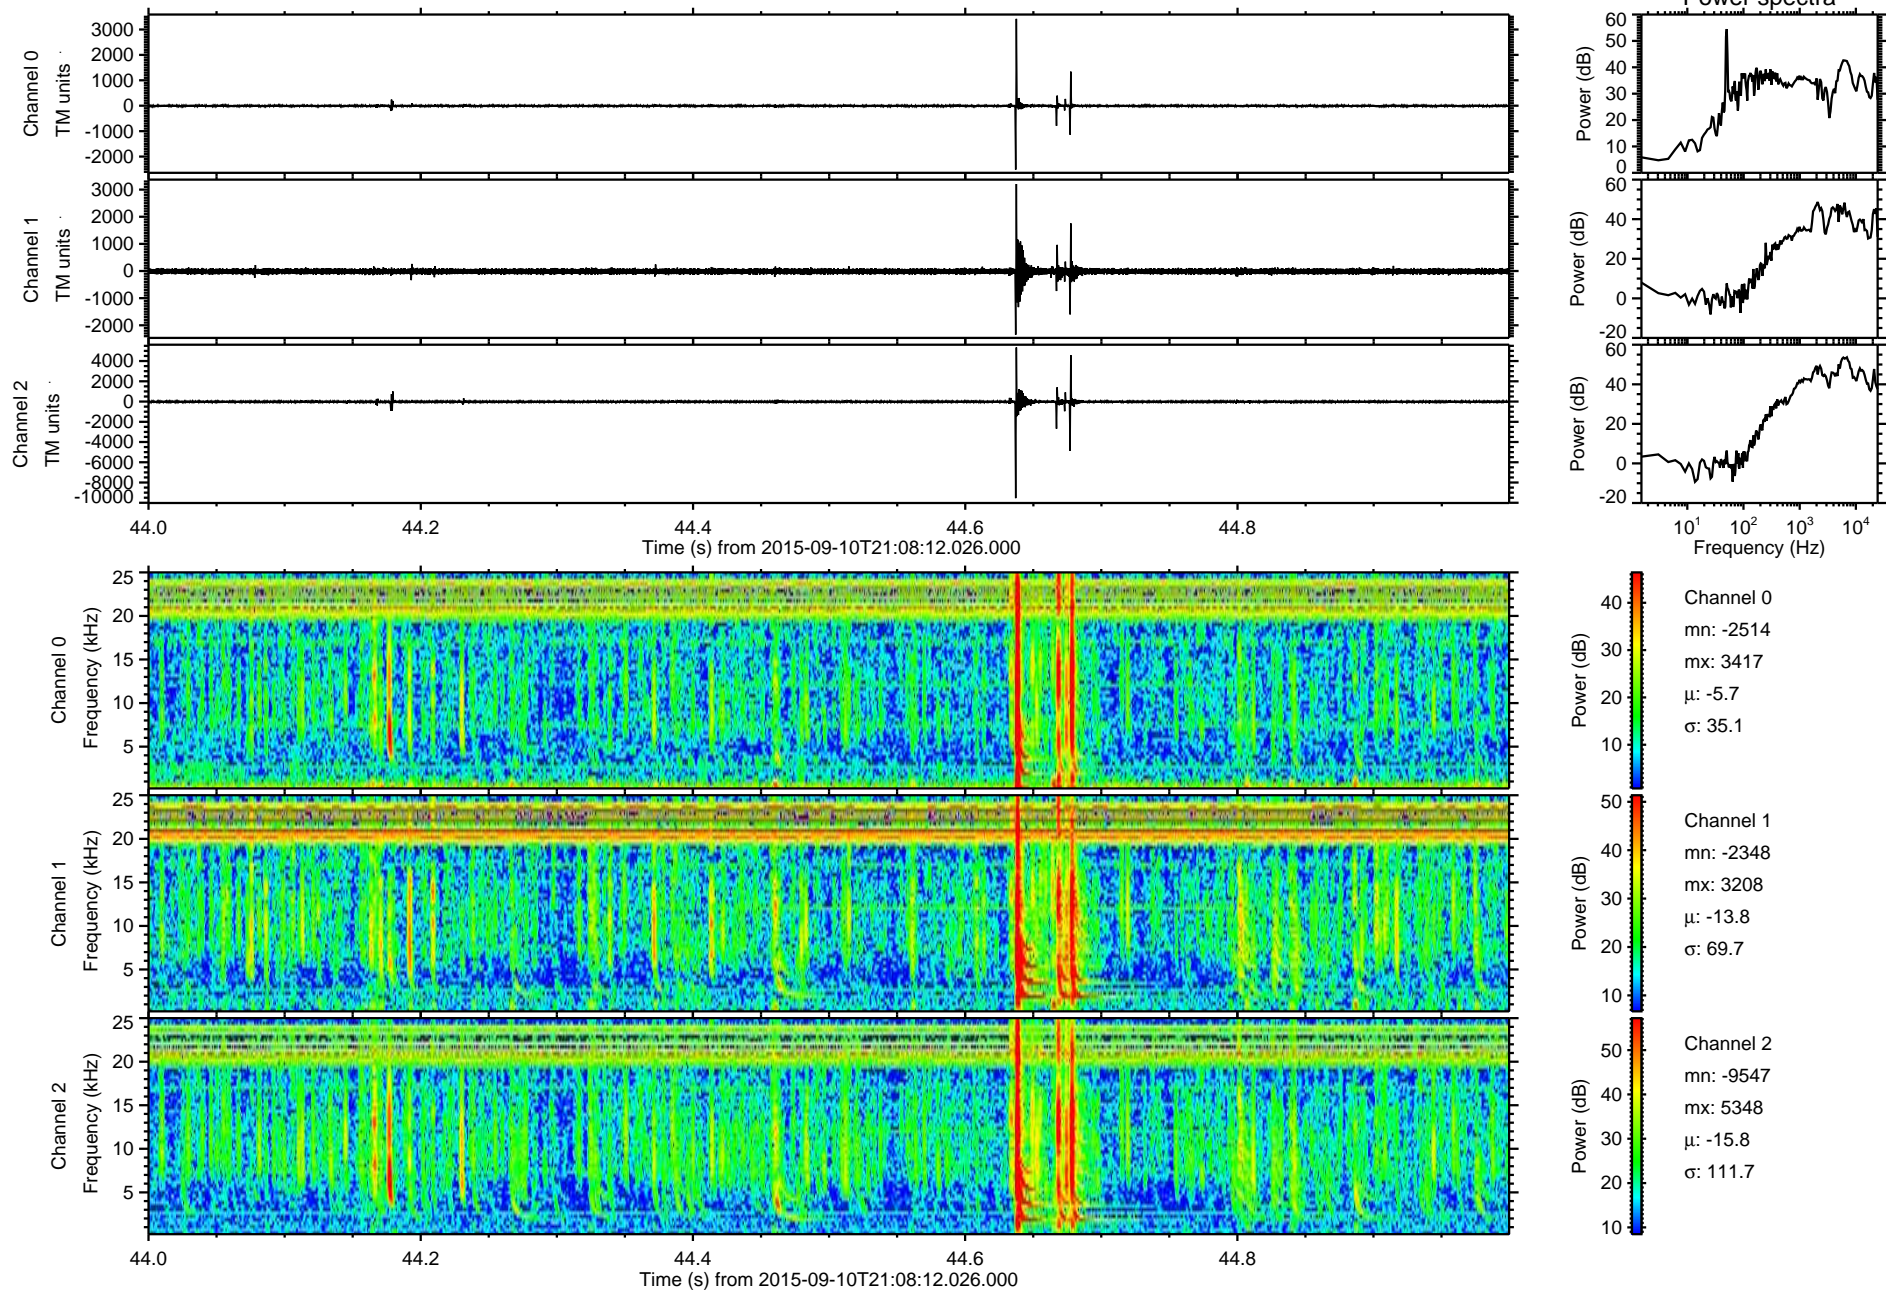 Power spectra
Channel 0
TM units
3000
2000
1000
0
-1000
-2000
Power (dB)
60
50
40
30
20
10
0
Channel 1
TM units
3000
2000
1000
0
-1000
-2000
Power (dB)
60
40
20
0
-20
Channel 2
TM units
4000
2000
0
-2000
-4000
-6000
-8000
-10000
Power (dB)
60
40
20
0
-20
44.0 44.2 44.4 44.6 44.8
Time (s) from 2015-09-10T21:08:12.026.000
10¹ 10² 10³ 10⁴
Frequency (Hz)
Channel 0
Frequency (kHz)
25
20
15
10
5
Power (dB)
40
30
20
10
Channel 0
mn: -2514
mx: 3417
μ: -5.7
σ: 35.1
Channel 1
Frequency (kHz)
25
20
15
10
5
Power (dB)
50
40
30
20
10
Channel 1
mn: -2348
mx: 3208
μ: -13.8
σ: 69.7
Channel 2
Frequency (kHz)
25
20
15
10
5
Power (dB)
50
40
30
20
10
Channel 2
mn: -9547
mx: 5348
μ: -15.8
σ: 111.7
44.0 44.2 44.4 44.6 44.8
Time (s) from 2015-09-10T21:08:12.026.000